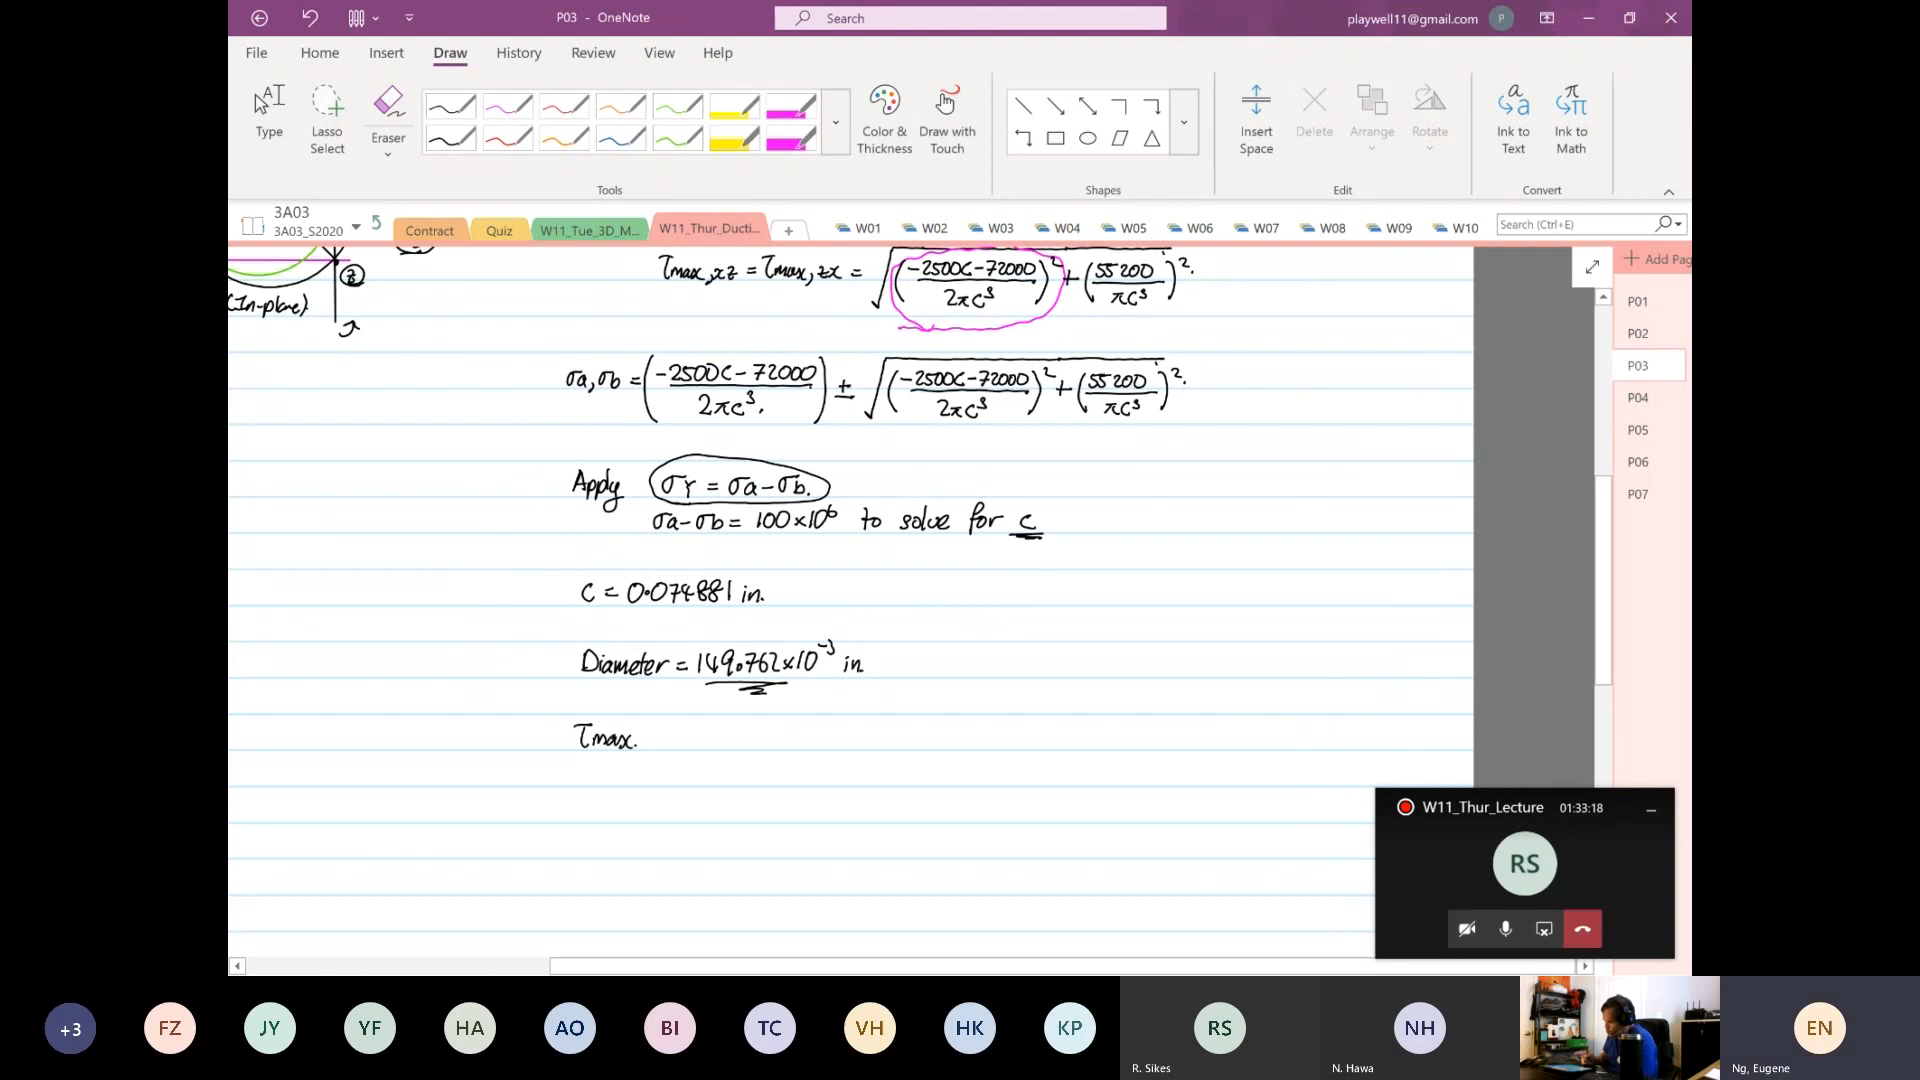 P03 - OneNote
Search
playwell11@gmail.com
P
File Home Insert Draw History Review View Help
Type
Lasso Select
Eraser
Color & Thickness
Draw with Touch
Insert Space
Delete
Arrange
Rotate
Ink to Text
Ink to Math
Tools
Shapes
Edit
Convert
3A03
3A03_S2020
Contract
Quiz
W11_Tue_3D_M...
W11_Thur_Ducti...
+
W01 W02 W03 W04 W05 W06 W07 W08 W09 W10
Search (Ctrl+E)
Add Pag
P01
P02
P03
P04
P05
P06
P07
②
(In-plane)
τmax,xz = τmax,zx = √((-2500C-72000)/(2πC³))² + (55200/(πC³))²
σa,σb = ((-2500C-72000)/(2πC³)) ± √((-2500C-72000)/(2πC³))² + (55200/(πC³))²
Apply σY = σa-σb.
σa-σb = 100×10⁶ to solve for c
C = 0.074881 in.
Diameter = 149.762×10⁻³ in
τmax.
W11_Thur_Lecture 01:33:18
RS
+3 FZ JY YF HA AO BI TC VH HK KP RS NH EN
R. Sikes
N. Hawa
Ng, Eugene